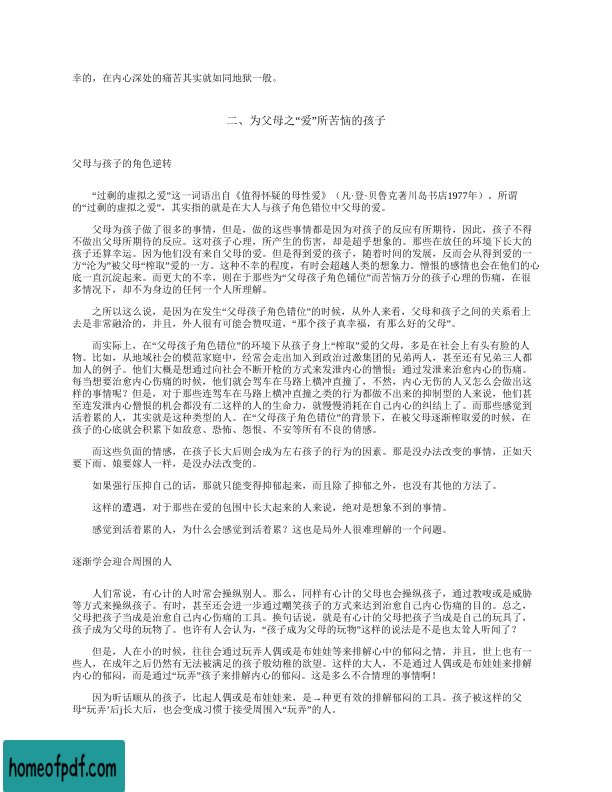 幸的，在内心深处的痛苦其实就如同地狱一般。
二、为父母之“爱”所苦恼的孩子
父母与孩子的角色逆转
“过剩的虚拟之爱”这一词语出自《值得怀疑的母性爱》（凡·登·贝鲁克著川岛书店1977年）．所谓
的“过剩的虚拟之爱”，其实指的就是在大人与孩子角色错位中父母的爱。
父母为孩子做了很多的事情，但是，做的这些事情都是因为对孩子的反应有所期待，因此，孩子不得
不做出父母所期待的反应。这对孩子心理，所产生的伤害，却是超乎想象的。那些在放任的环境下长大的
孩子还算幸运。因为他们没有来自父母的爱。但是得到爱的孩子，随着时间的发展，反而会从得到爱的一
方“沦为”被父母“榨取”爱的一方。这种不幸的程度，有时会超越人类的想象力。憎恨的感情也会在他们的心
底一直沉淀起来。而更大的不幸，则在于那些为“父母孩子角色铺位”而苦恼万分的孩子心理的伤痛，在很
多情况下，却不为身边的任何一个人所理解。
之所以这么说，是因为在发生“父母孩子角色错位”的时候，从外人来看，父母和孩子之间的关系看上
去是非常融洽的，并且，外人很有可能会赞叹道，“那个孩子真幸福，有那么好的父母”。
而实际上，在“父母孩子角色错位”的环境下从孩子身上“榨取”爱的父母，多是在社会上有头有脸的人
物。比如，从地域社会的模范家庭中，经常会走出加入到政治过激集团的兄弟两人，甚至还有兄弟三人都
加人的例子。他们大概是想通过向社会不断开枪的方式来发泄内心的憎恨；通过发泄来治愈内心的伤痛。
每当想要治愈内心伤痛的时候，他们就会驾车在马路上横冲直撞了，不然，内心无伤的人又怎么会做出这
样的事情呢？但是，对于那些连驾车在马路上横冲直撞之类的行为都做不出来的抑制型的人来说，他们甚
至连发泄内心憎恨的机会都没有二这样的人的生命力，就慢慢消耗在自己内心的纠结上了。而那些感觉到
活着累的人，其实就是这种类型的人。在“父母孩子角色错位”的背景下，在被父母逐渐榨取爱的时候，在
孩子的心底就会积累下如敌意、恐怖、怨恨、不安等所有不良的情感。
而这些负面的情感，在孩子长大后则会成为左右孩子的行为的因素。那是没办法改变的事情，正如天
要下雨、娘要嫁人一样，是没办法改变的。
如果强行压抑自己的话，那就只能变得抑郁起来，而且除了抑郁之外，也没有其他的方法了。
这样的遭遇，对于那些在爱的包围中长大起来的人来说，绝对是想象不到的事情。
感觉到活着累的人，为什么会感觉到活着累？这也是局外人很难理解的一个问题。
逐渐学会迎合周围的人
人们常说，有心计的人时常会操纵别人。那么，同样有心计的父母也会操纵孩子，通过教唆或是威胁
等方式来操纵孩子。有时，甚至还会进一步通过嘲笑孩子的方式来达到治愈自己内心伤痛的目的。总之，
父母把孩子当成是治愈自己内心伤痛的工具。换句话说，就是有心计的父母把孩子当成是自己的玩具了，
孩子成为父母的玩物了。也许有人会认为，“孩子成为父母的玩物”这样的说法是不是也太耸人听闻了？
但是，人在小的时候，往往会通过玩弄人偶或是布娃娃等来排解心中的郁闷之情，并且，世上也有一
些人，在成年之后仍然有无法被满足的孩子般幼稚的欲望。这样的大人，不是通过人偶或是布娃娃来排解
内心的郁闷，而是通过“玩弄”孩子来排解内心的郁闷。这是多么不合情理的事情啊！
因为听话顺从的孩子，比起人偶或是布娃娃来，是→种更有效的排解郁闷的工具。孩子被这样的父
母“玩弄’后j长大后，也会变成习惯于接受周围入“玩弄”的人。
homeofpdf.com